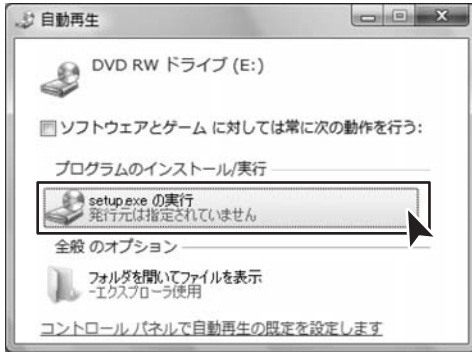 自動再生
DVD RW ドライブ (E:)
ソフトウェアとゲーム に対しては常に次の動作を行う:
プログラムのインストール/実行
setup.exe の実行
発行元は指定されていません
全般 のオプション
フォルダを開いてファイルを表示
-エクスプローラ使用
コントロール パネルで自動再生の既定を設定します